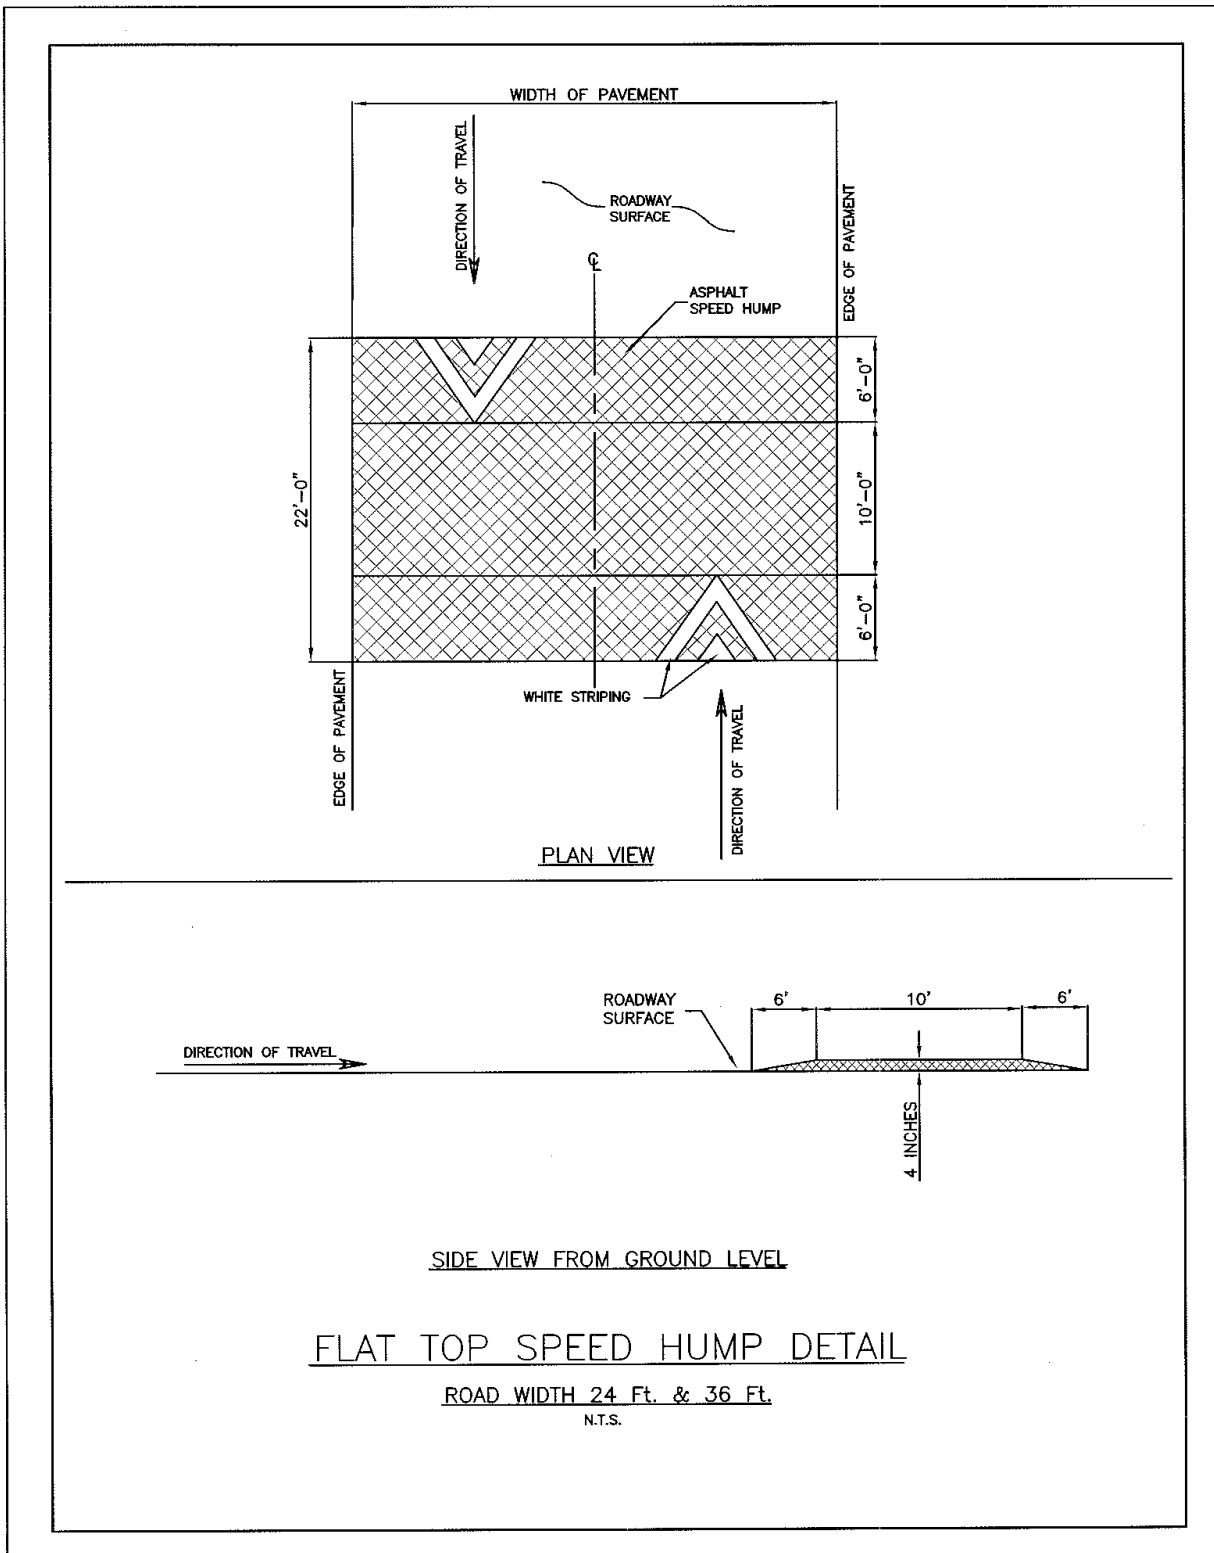 WIDTH OF PAVEMENT
DIRECTION OF TRAVEL
ROADWAY
SURFACE
EDGE OF PAVEMENT
℄
ASPHALT
SPEED HUMP
6'-0"
22'-0"
10'-0"
6'-0"
WHITE STRIPING
EDGE OF PAVEMENT
DIRECTION OF TRAVEL
PLAN VIEW
ROADWAY
SURFACE
6'
10'
6'
DIRECTION OF TRAVEL
4 INCHES
SIDE VIEW FROM GROUND LEVEL
FLAT TOP SPEED HUMP DETAIL
ROAD WIDTH 24 Ft. & 36 Ft.
N.T.S.